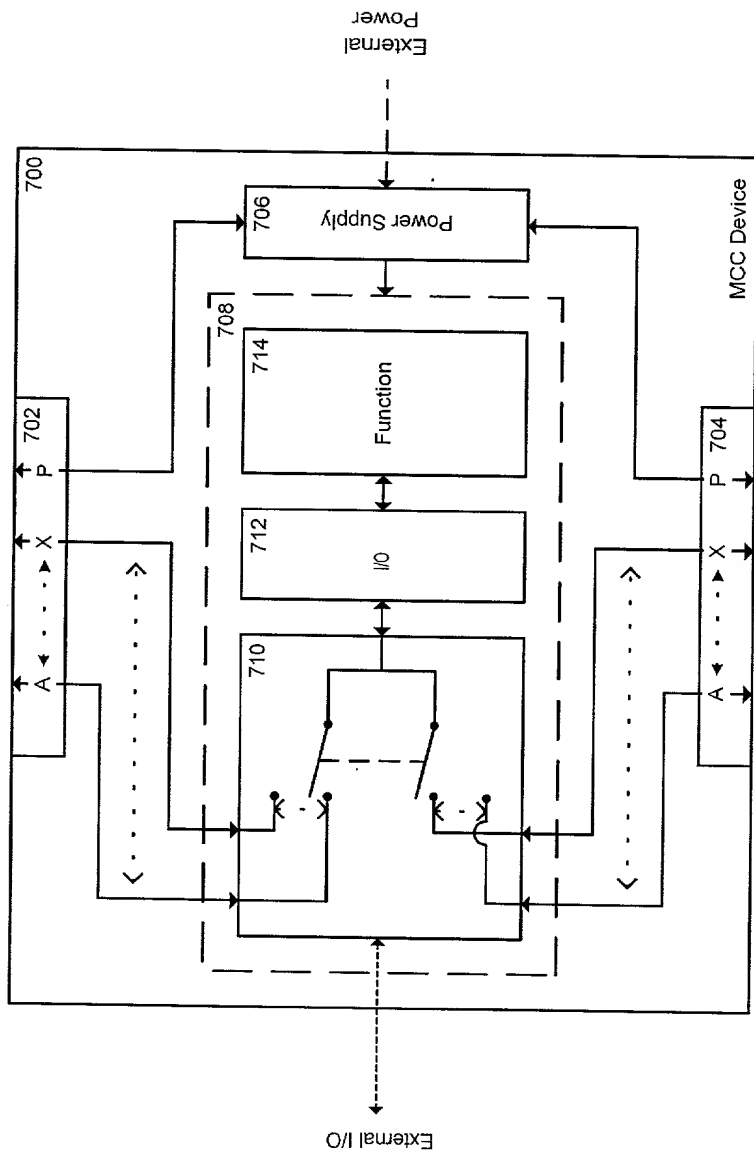 External
Power
700
702
A
X
P
706
Power Supply
708
714
Function
712
I/O
710
704
A
X
P
MCC Device
External I/O